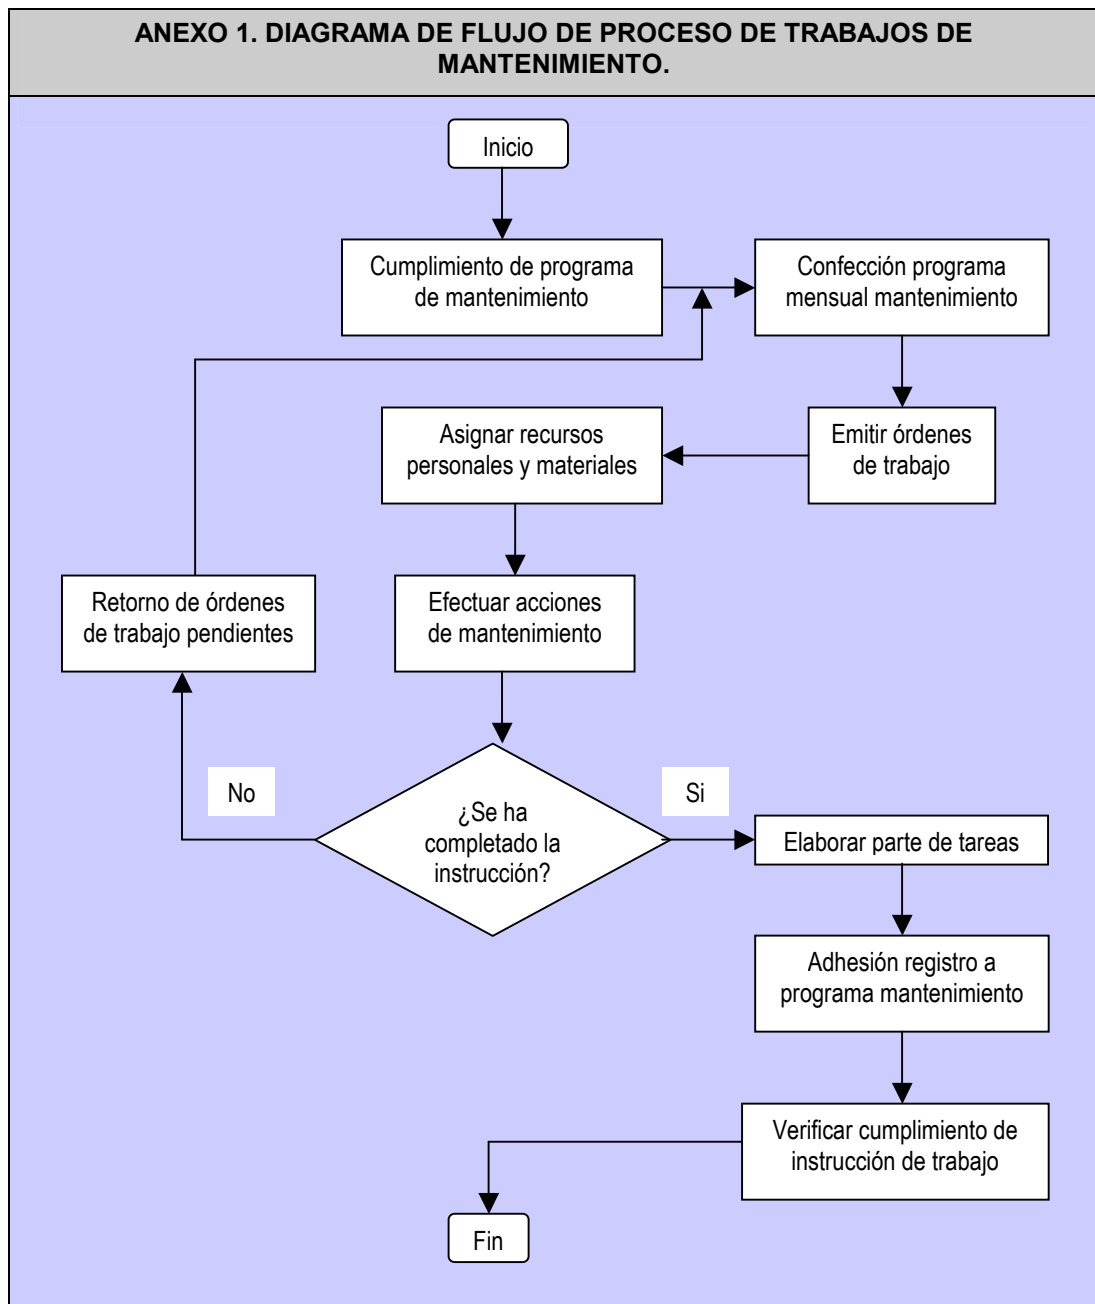 ANEXO 1. DIAGRAMA DE FLUJO DE PROCESO DE TRABAJOS DE
MANTENIMIENTO.
Inicio
Cumplimiento de programa
de mantenimiento
Confección programa
mensual mantenimiento
Emitir órdenes
de trabajo
Asignar recursos
personales y materiales
Efectuar acciones
de mantenimiento
Retorno de órdenes
de trabajo pendientes
¿Se ha
completado la
instrucción?
No
Si
Elaborar parte de tareas
Adhesión registro a
programa mantenimiento
Verificar cumplimiento de
instrucción de trabajo
Fin